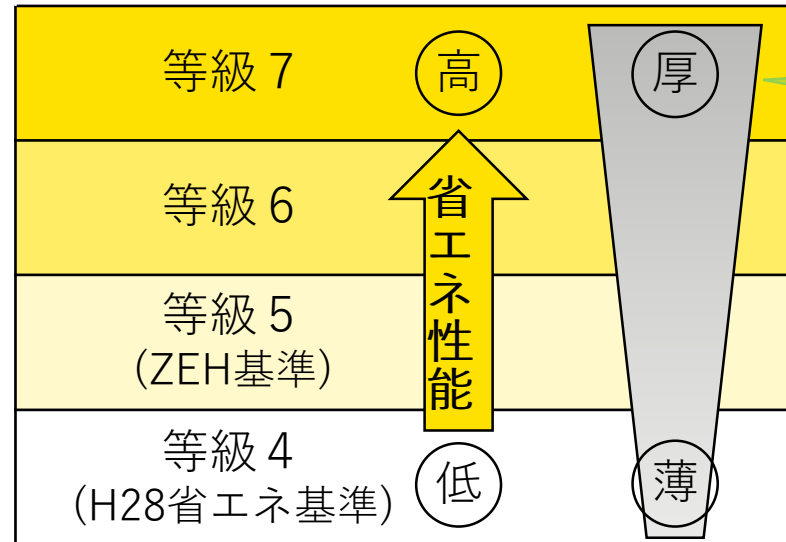 等級７
高
厚
等級６
省エネ性能
等級５
(ZEH基準)
等級４
(H28省エネ基準)
低
薄